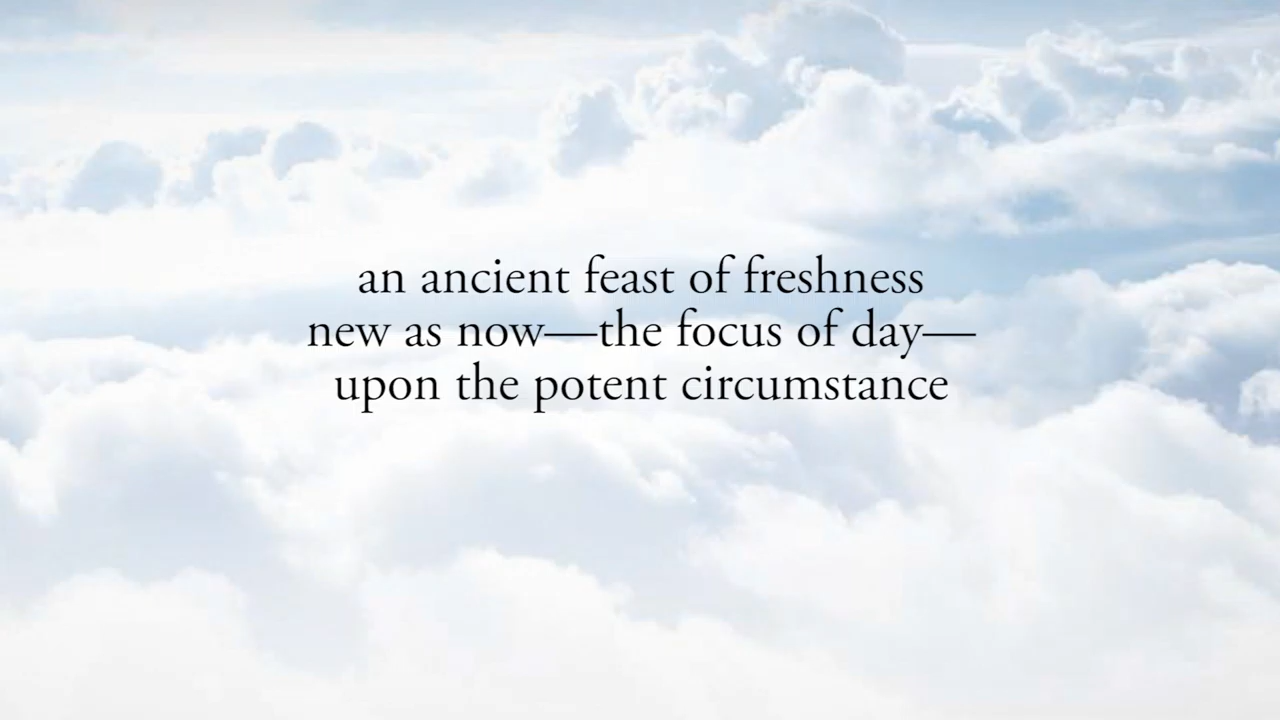 an ancient feast of freshness
new as now—the focus of day—
upon the potent circumstance